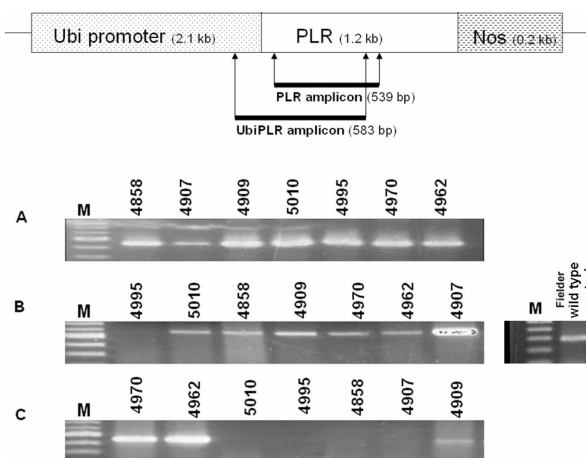 Ubi promoter (2.1 kb) PLR (1.2 kb) Nos (0.2 kb)
PLR amplicon (539 bp)
UbiPLR amplicon (583 bp)
A M 4858 4907 4909 5010 4995 4970 4962
B M 4995 5010 4858 4909 4970 4962 4907 M Fielder wild type
C M 4970 4962 5010 4995 4858 4907 4909